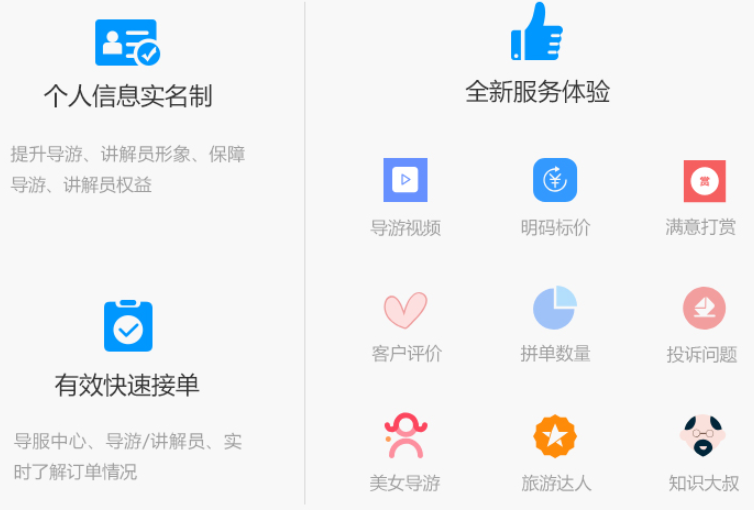 个人信息实名制
提升导游、讲解员形象、保障
导游、讲解员权益
有效快速接单
导服中心、导游/讲解员、实
时了解订单情况
全新服务体验
导游视频
明码标价
赏
满意打赏
客户评价
拼单数量
投诉问题
美女导游
旅游达人
知识大叔